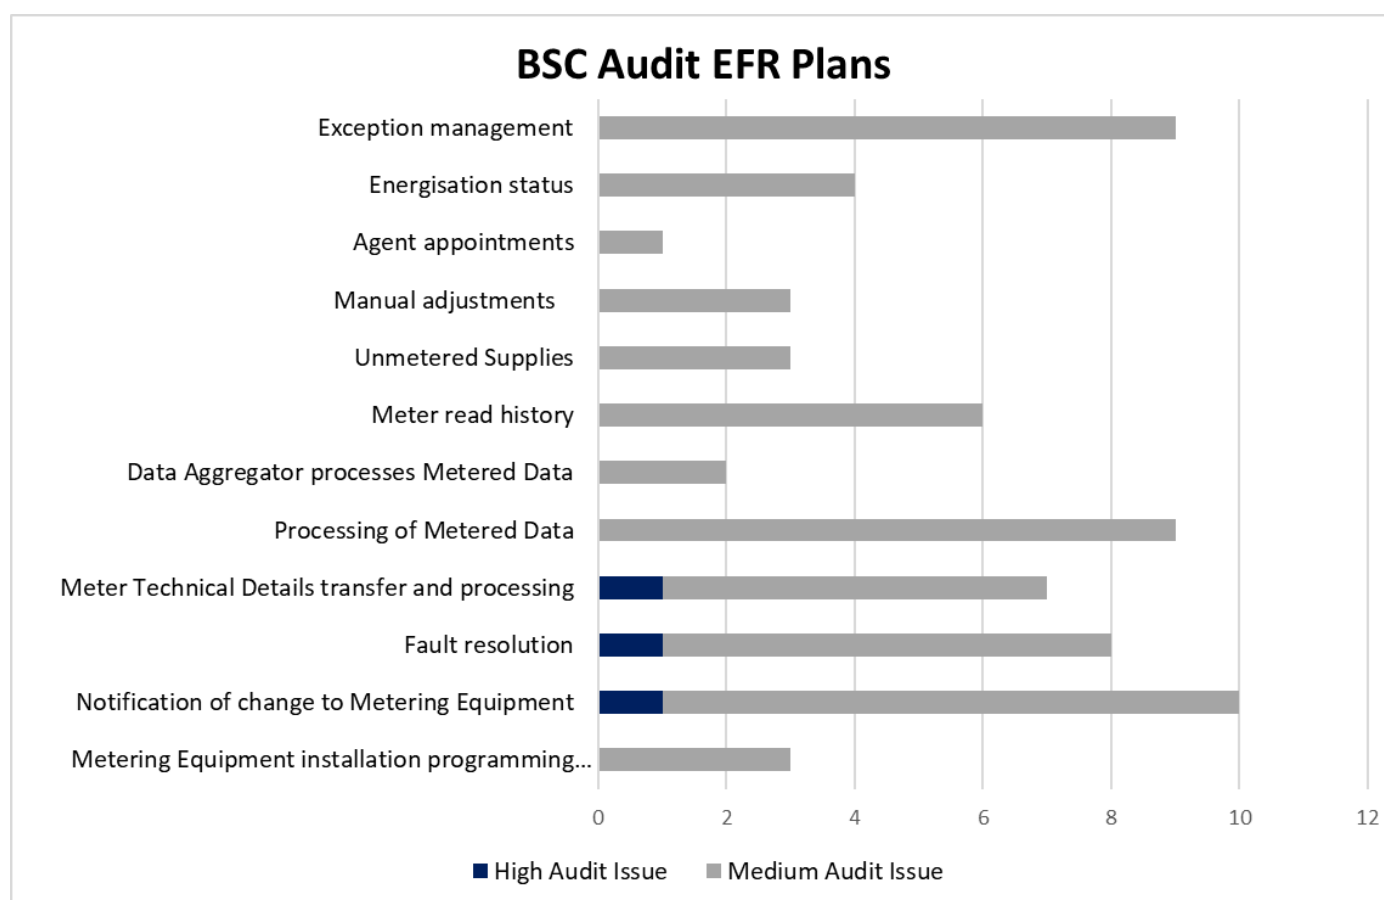 BSC Audit EFR Plans
Exception management
Energisation status
Agent appointments
Manual adjustments
Unmetered Supplies
Meter read history
Data Aggregator processes Metered Data
Processing of Metered Data
Meter Technical Details transfer and processing
Fault resolution
Notification of change to Metering Equipment
Metering Equipment installation programming...
0 2 4 6 8 10 12
High Audit Issue Medium Audit Issue